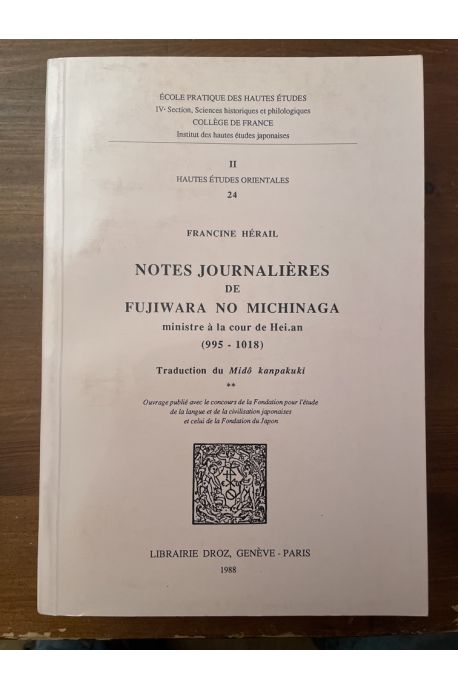 ÉCOLE PRATIQUE DES HAUTES ÉTUDES
IVᵉ Section, Sciences historiques et philologiques
COLLÈGE DE FRANCE
Institut des hautes études japonaises
II
HAUTES ÉTUDES ORIENTALES
24
FRANCINE HÉRAIL
NOTES JOURNALIÈRES
DE
FUJIWARA NO MICHINAGA
ministre à la cour de Hei.an
(995 - 1018)
Traduction du Midô kanpakuki
**
Ouvrage publié avec le concours de la Fondation pour l'étude
de la langue et de la civilisation japonaises
et celui de la Fondation du Japon
LIBRAIRIE DROZ, GENÈVE - PARIS
1988